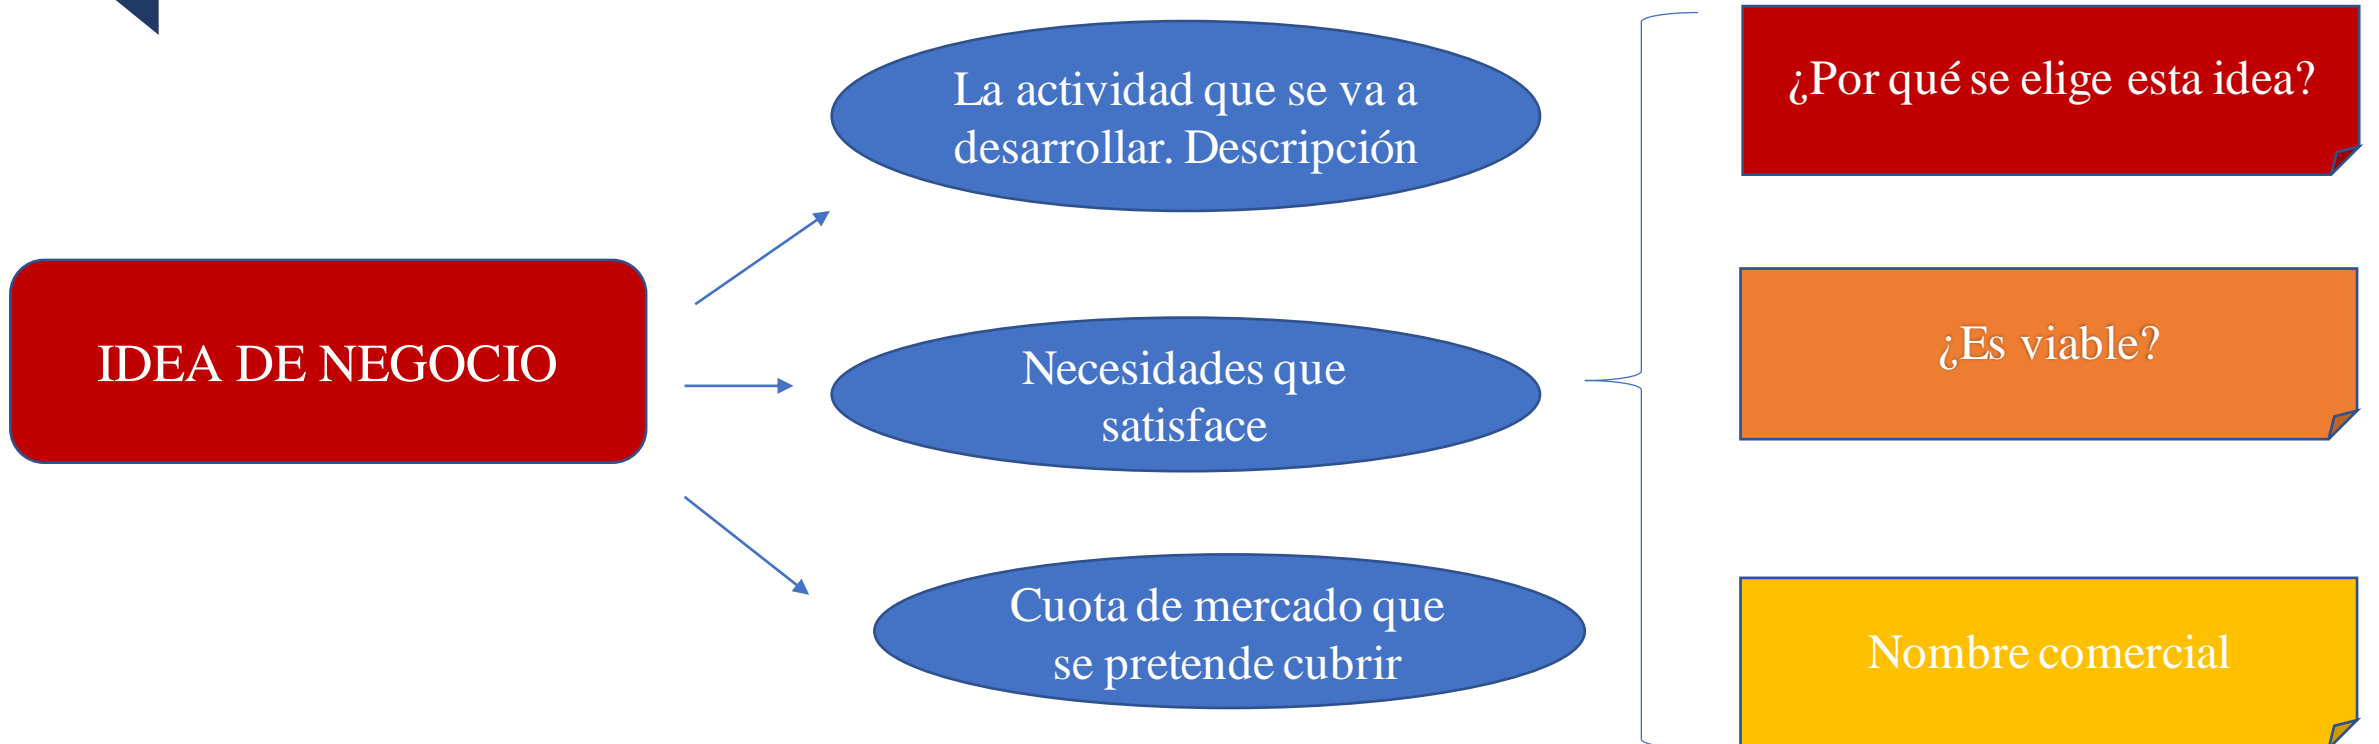 IDEA DE NEGOCIO
La actividad que se va a
desarrollar. Descripción
Necesidades que
satisface
Cuota de mercado que
se pretende cubrir
¿Por qué se elige esta idea?
¿Es viable?
Nombre comercial